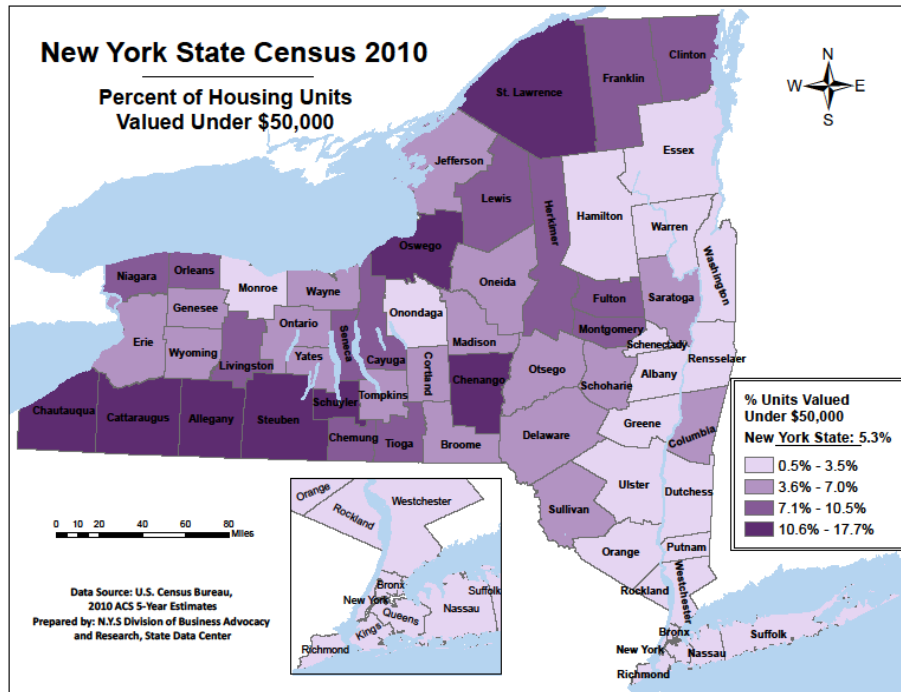 New York State Census 2010
Percent of Housing Units
Valued Under $50,000
N
W
E
S
Clinton
Franklin
St. Lawrence
Essex
Jefferson
Lewis
Herkimer
Hamilton
Warren
Washington
Oswego
Oneida
Niagara
Orleans
Monroe
Wayne
Fulton
Saratoga
Genesee
Onondaga
Montgomery
Erie
Ontario
Seneca
Madison
Schenectady
Wyoming
Yates
Cayuga
Cortland
Rensselaer
Livingston
Otsego
Albany
Chenango
Schoharie
Tompkins
Chautauqua
Cattaraugus
Allegany
Steuben
Schuyler
Greene
Columbia
Chemung
Tioga
Broome
Delaware
Ulster
Dutchess
Sullivan
Orange
Putnam
Rockland
Westchester
Bronx
New York
Nassau
Suffolk
Richmond
% Units Valued
Under $50,000
New York State: 5.3%
0.5% - 3.5%
3.6% - 7.0%
7.1% - 10.5%
10.6% - 17.7%
Orange
Westchester
Rockland
Bronx
New York
Suffolk
Nassau
Queens
Kings
Richmond
0 10 20 40 60 80
Miles
Data Source: U.S. Census Bureau,
2010 ACS 5-Year Estimates
Prepared by: N.Y.S Division of Business Advocacy
and Research, State Data Center